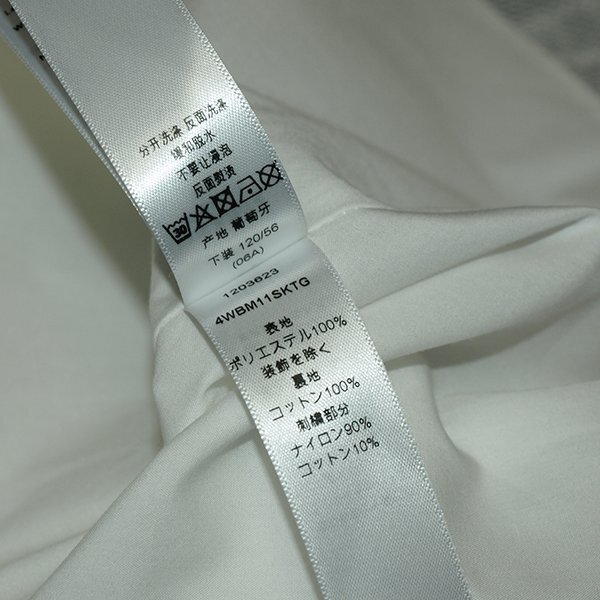 分开洗涤 反面洗涤
缓和脱水
不要让浸泡
反面熨烫
30
产地 葡萄牙
下装 120/56
(06A)
1203623
4WBM11SKTG
表地
ポリエステル100%
装飾を除く
裏地
コットン100%
刺繍部分
ナイロン90%
コットン10%